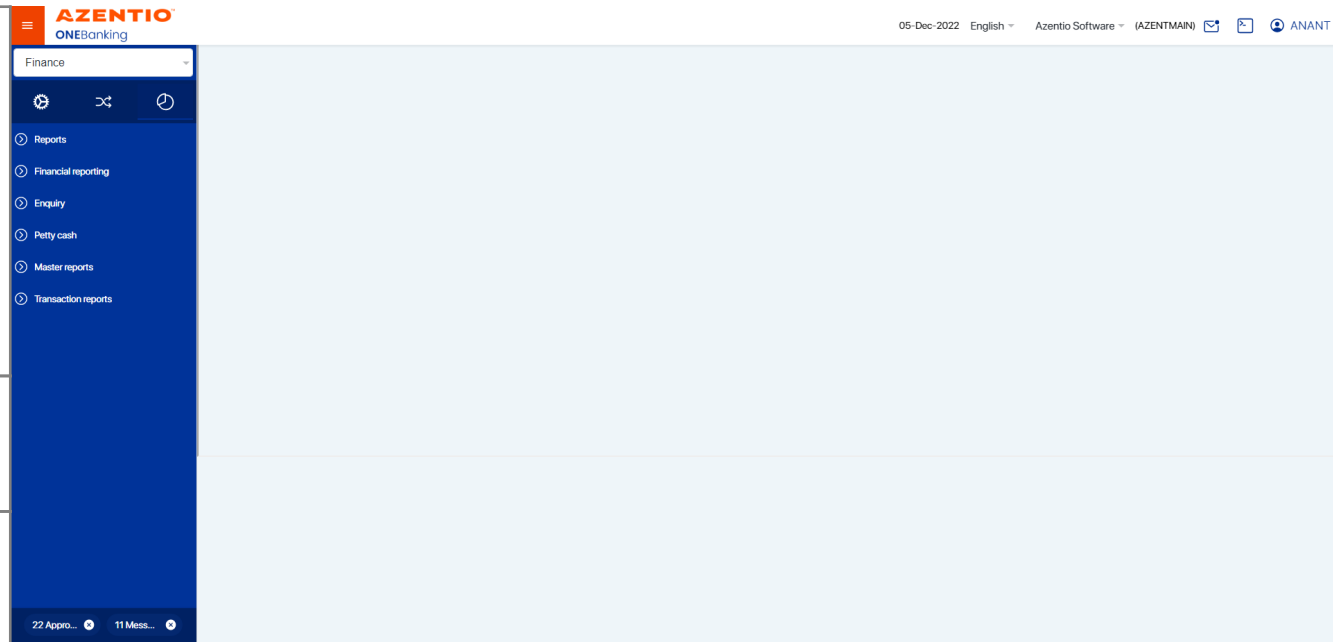 AZENTIO™
ONEBanking
05-Dec-2022 English Azentio Software (AZENTMAIN) ANANT
Finance
Reports
Financial reporting
Enquiry
Petty cash
Master reports
Transaction reports
22 Appro... 11 Mess...